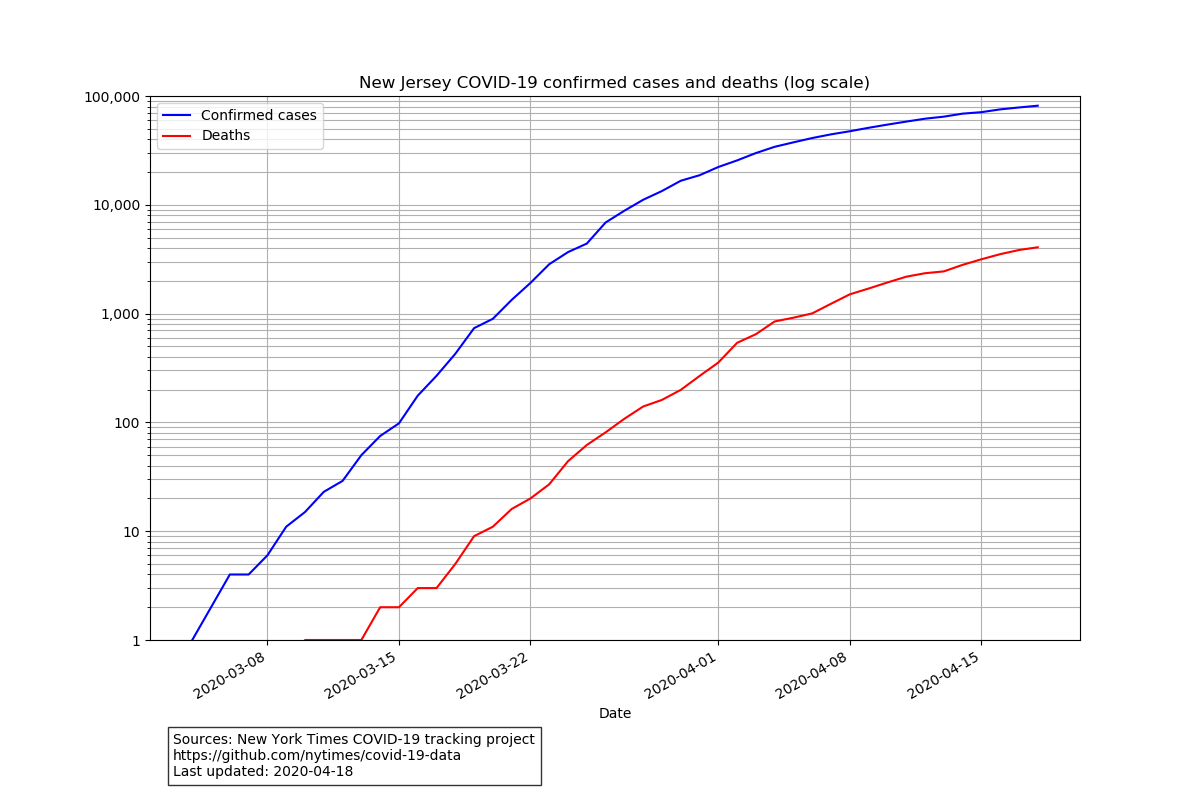 New Jersey COVID-19 confirmed cases and deaths (log scale)
100,000
Confirmed cases
Deaths
10,000
1,000
100
10
1
2020-03-08
2020-03-15
2020-03-22
2020-04-01
2020-04-08
2020-04-15
Date
Sources: New York Times COVID-19 tracking project
https://github.com/nytimes/covid-19-data
Last updated: 2020-04-18